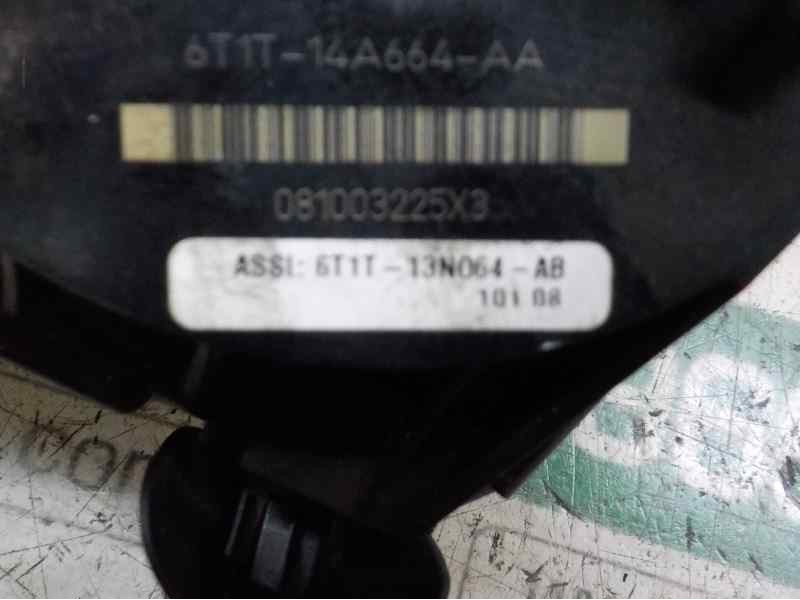 6T1T-14A664-AA
081003225X3
ASSI: 6T1T-13N064-AB
101 08